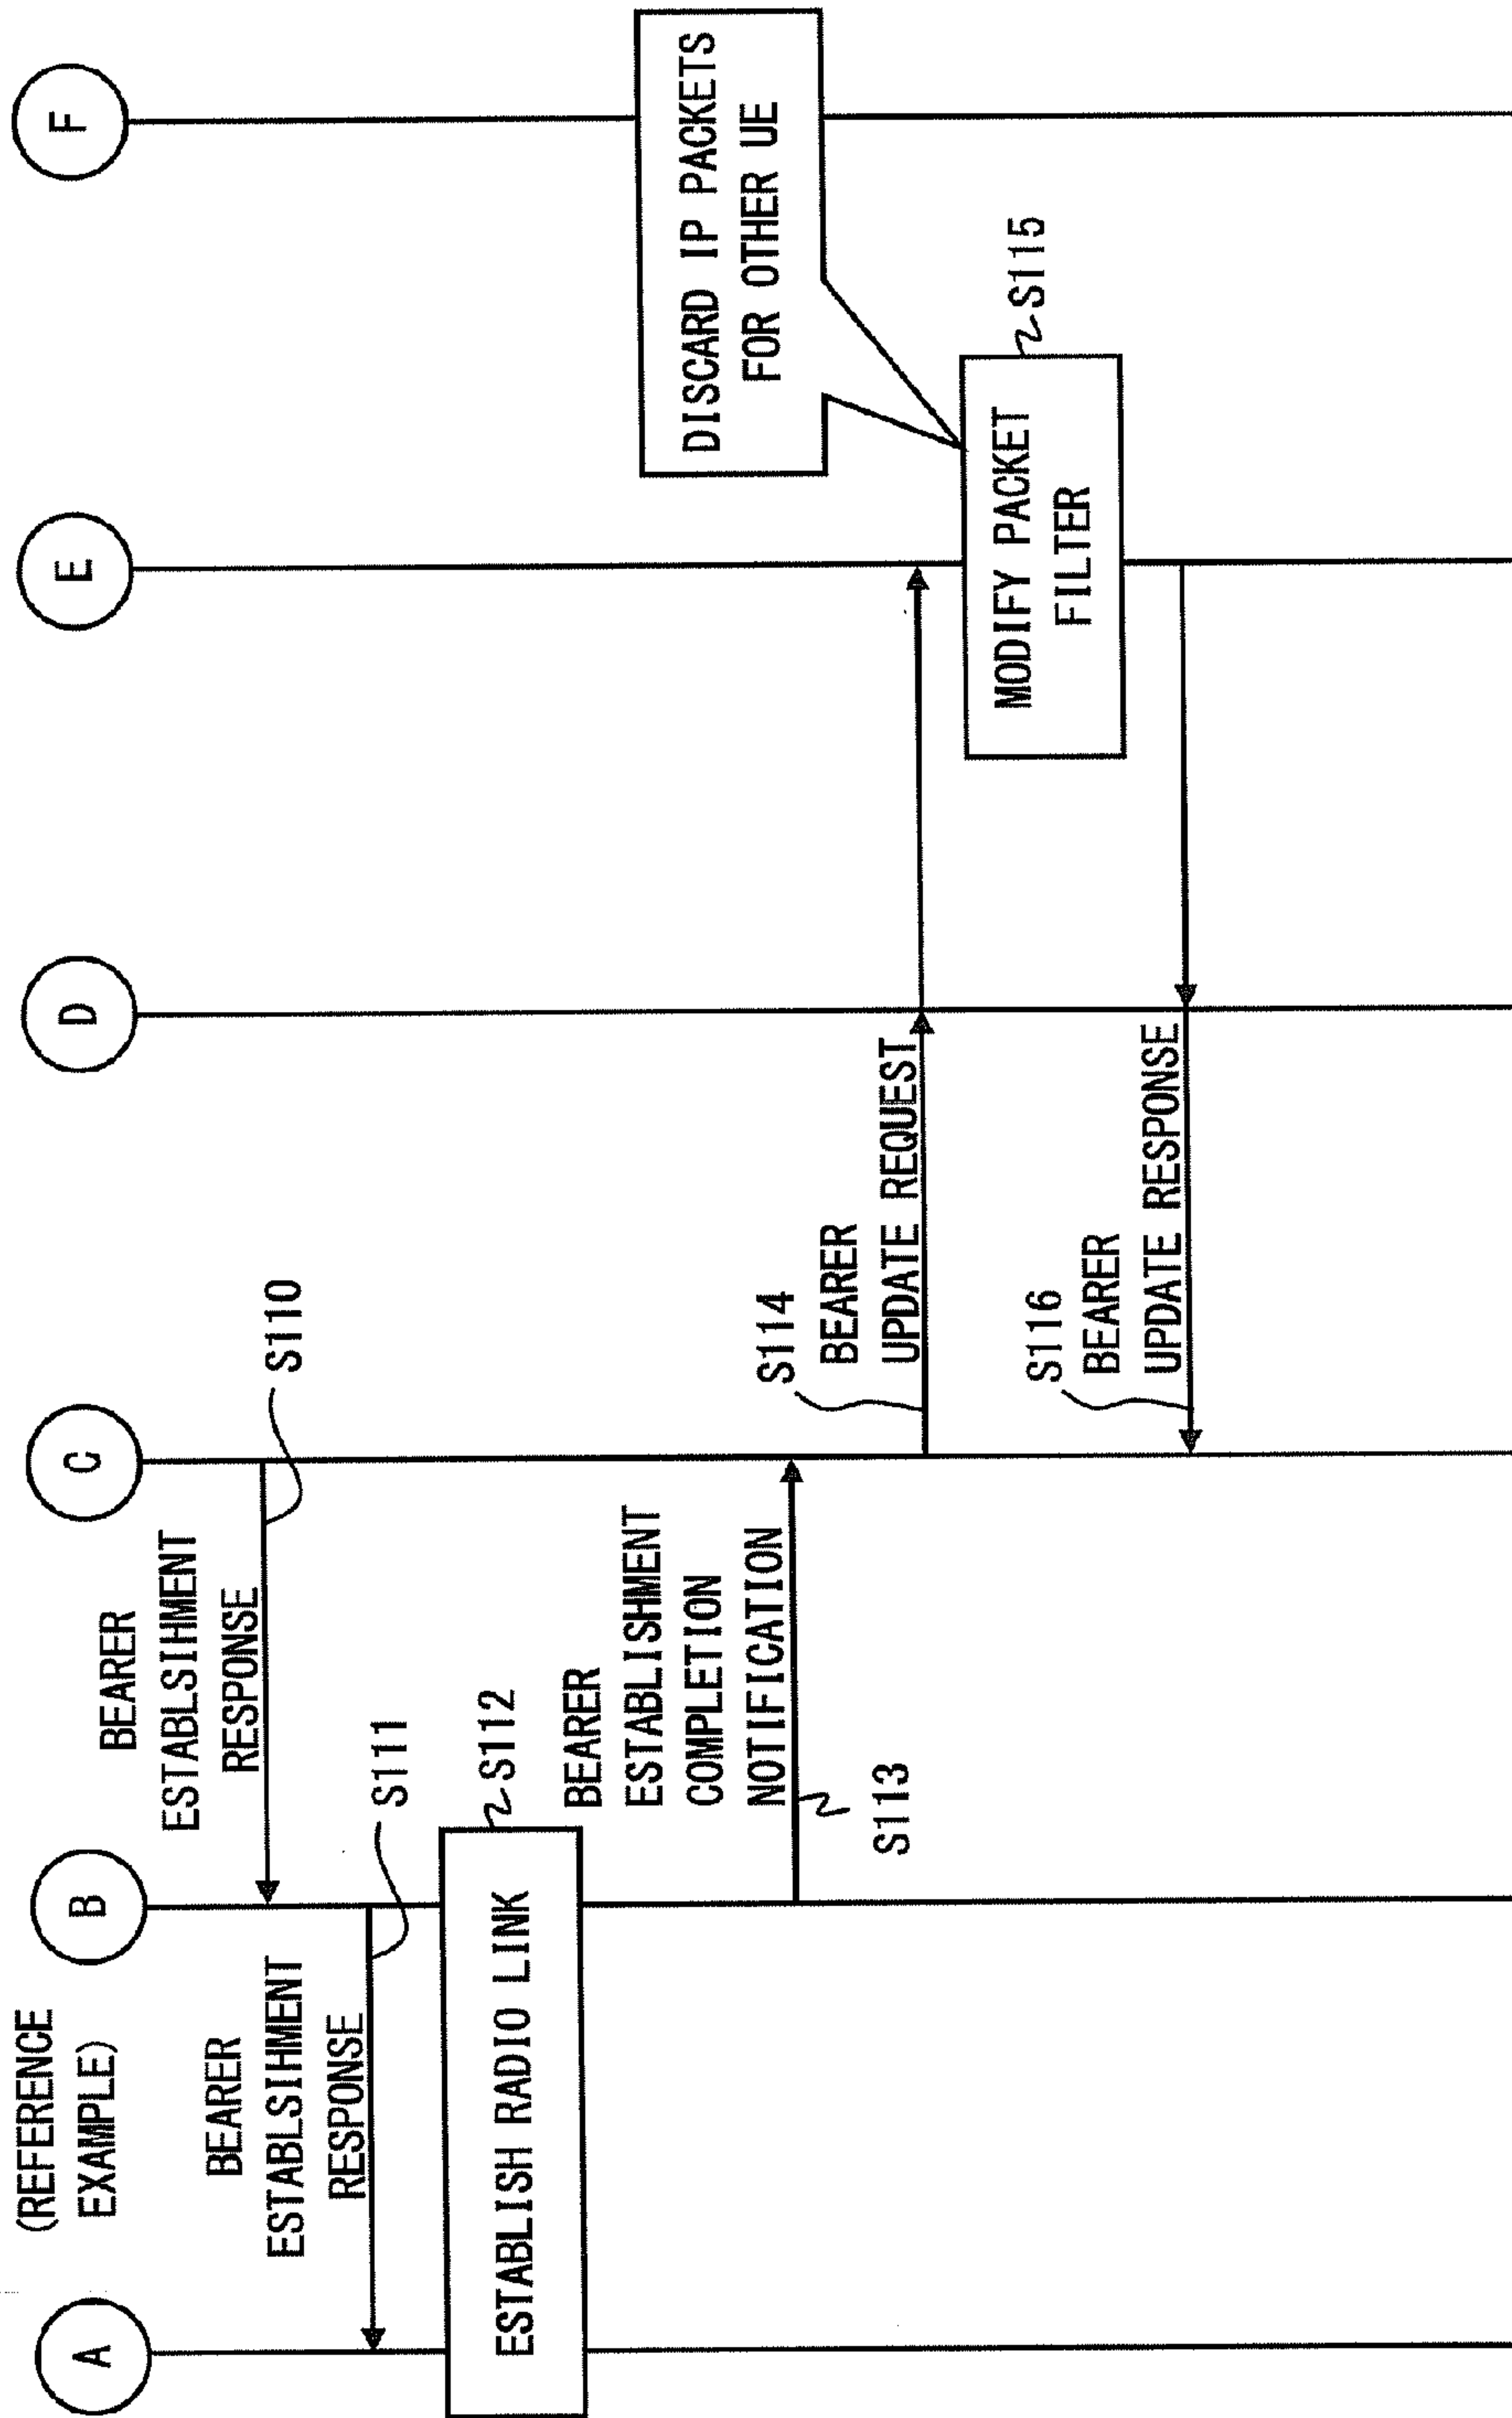 (REFERENCE
EXAMPLE)
A
B
C
D
E
F
BEARER
ESTABLSIHMENT
RESPONSE
S110
BEARER
ESTABLSIHMENT
RESPONSE
S111
ESTABLISH RADIO LINK
S112
BEARER
ESTABLISHMENT
COMPLETION
NOTIFICATION
S113
S114
BEARER
UPDATE REQUEST
DISCARD IP PACKETS
FOR OTHER UE
MODIFY PACKET
FILTER
S115
S116
BEARER
UPDATE RESPONSE